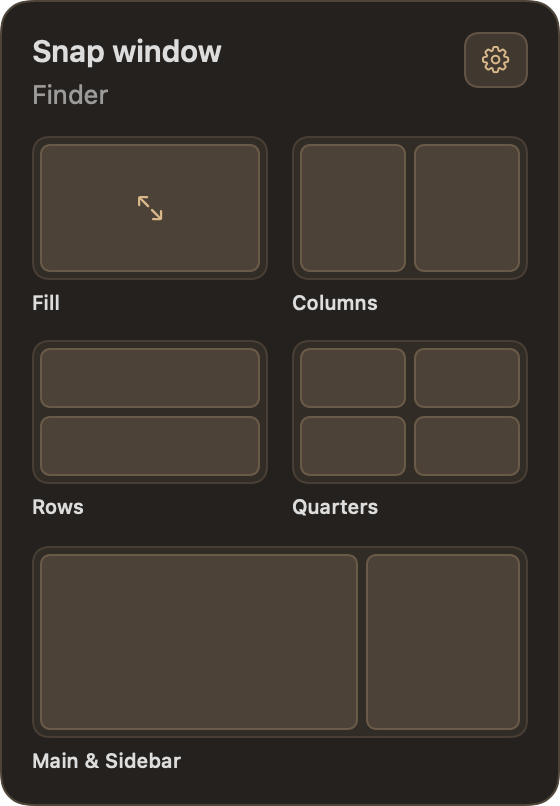 Snap window
Finder
Fill
Columns
Rows
Quarters
Main & Sidebar